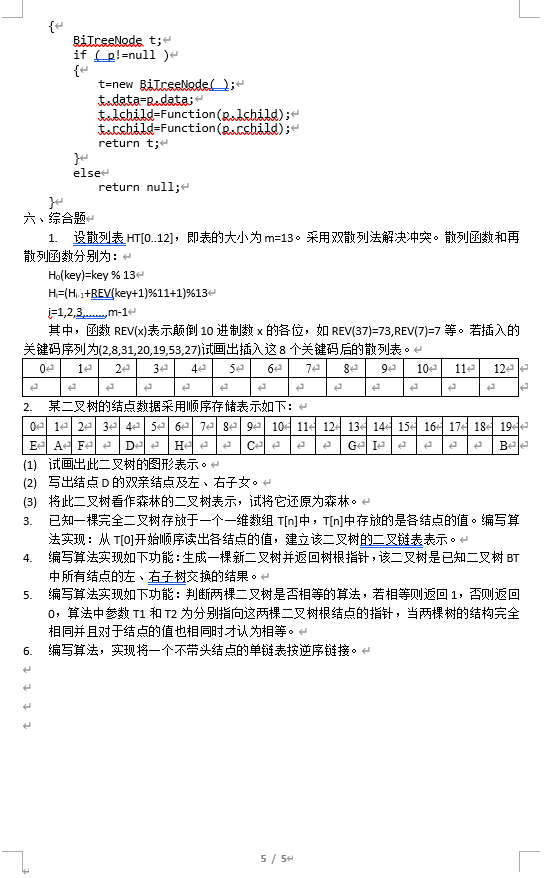 {
BiTreeNode t;
if ( p!=null )
{
t=new BiTreeNode( );
t.data=p.data;
t.lchild=Function(p.lchild);
t.rchild=Function(p.rchild);
return t;
}
else
return null;
}
六、综合题
1. 设散列表 HT[0..12]，即表的大小为 m=13。采用双散列法解决冲突。散列函数和再
散列函数分别为：
H₀(key)=key % 13
Hᵢ=(Hᵢ₋₁+REV(key+1)%11+1)%13
i=1,2,3,……,m-1
其中，函数 REV(x)表示颠倒 10 进制数 x 的各位，如 REV(37)=73,REV(7)=7 等。若插入的
关键码序列为(2,8,31,20,19,53,27)试画出插入这 8 个关键码后的散列表。
0 1 2 3 4 5 6 7 8 9 10 11 12
2. 某二叉树的结点数据采用顺序存储表示如下：
0 1 2 3 4 5 6 7 8 9 10 11 12 13 14 15 16 17 18 19
E A F D H C G I B
(1) 试画出此二叉树的图形表示。
(2) 写出结点 D 的双亲结点及左、右子女。
(3) 将此二叉树看作森林的二叉树表示，试将它还原为森林。
3. 已知一棵完全二叉树存放于一个一维数组 T[n]中，T[n]中存放的是各结点的值。编写算
法实现：从 T[0]开始顺序读出各结点的值，建立该二叉树的二叉链表表示。
4. 编写算法实现如下功能：生成一棵新二叉树并返回树根指针，该二叉树是已知二叉树 BT
中所有结点的左、右子树交换的结果。
5. 编写算法实现如下功能：判断两棵二叉树是否相等的算法，若相等则返回 1，否则返回
0，算法中参数 T1 和 T2 为分别指向这两棵二叉树根结点的指针，当两棵树的结构完全
相同并且对于结点的值也相同时才认为相等。
6. 编写算法，实现将一个不带头结点的单链表按逆序链接。
5 / 5